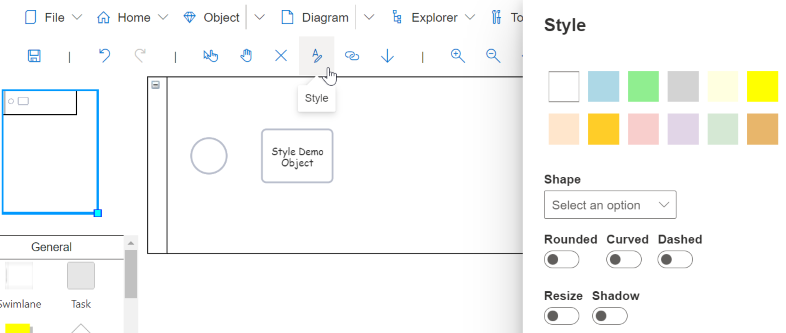 File Home Object Diagram Explorer To
Style
Style
Style Demo
Object
Shape
Select an option
Rounded Curved Dashed
Resize Shadow
General
Swimlane Task